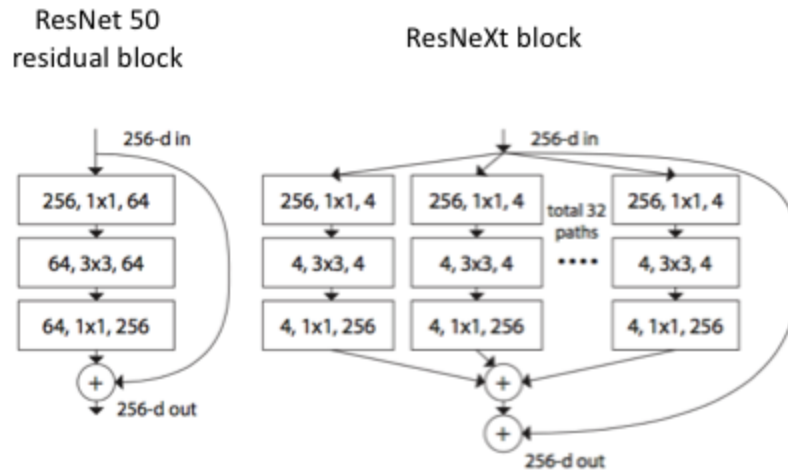 ResNet 50
residual block
ResNeXt block
256-d in
256, 1x1, 64
64, 3x3, 64
64, 1x1, 256
+
256-d out
256-d in
256, 1x1, 4
256, 1x1, 4
total 32
paths
256, 1x1, 4
4, 3x3, 4
4, 3x3, 4
....
4, 3x3, 4
4, 1x1, 256
4, 1x1, 256
4, 1x1, 256
+
+
256-d out